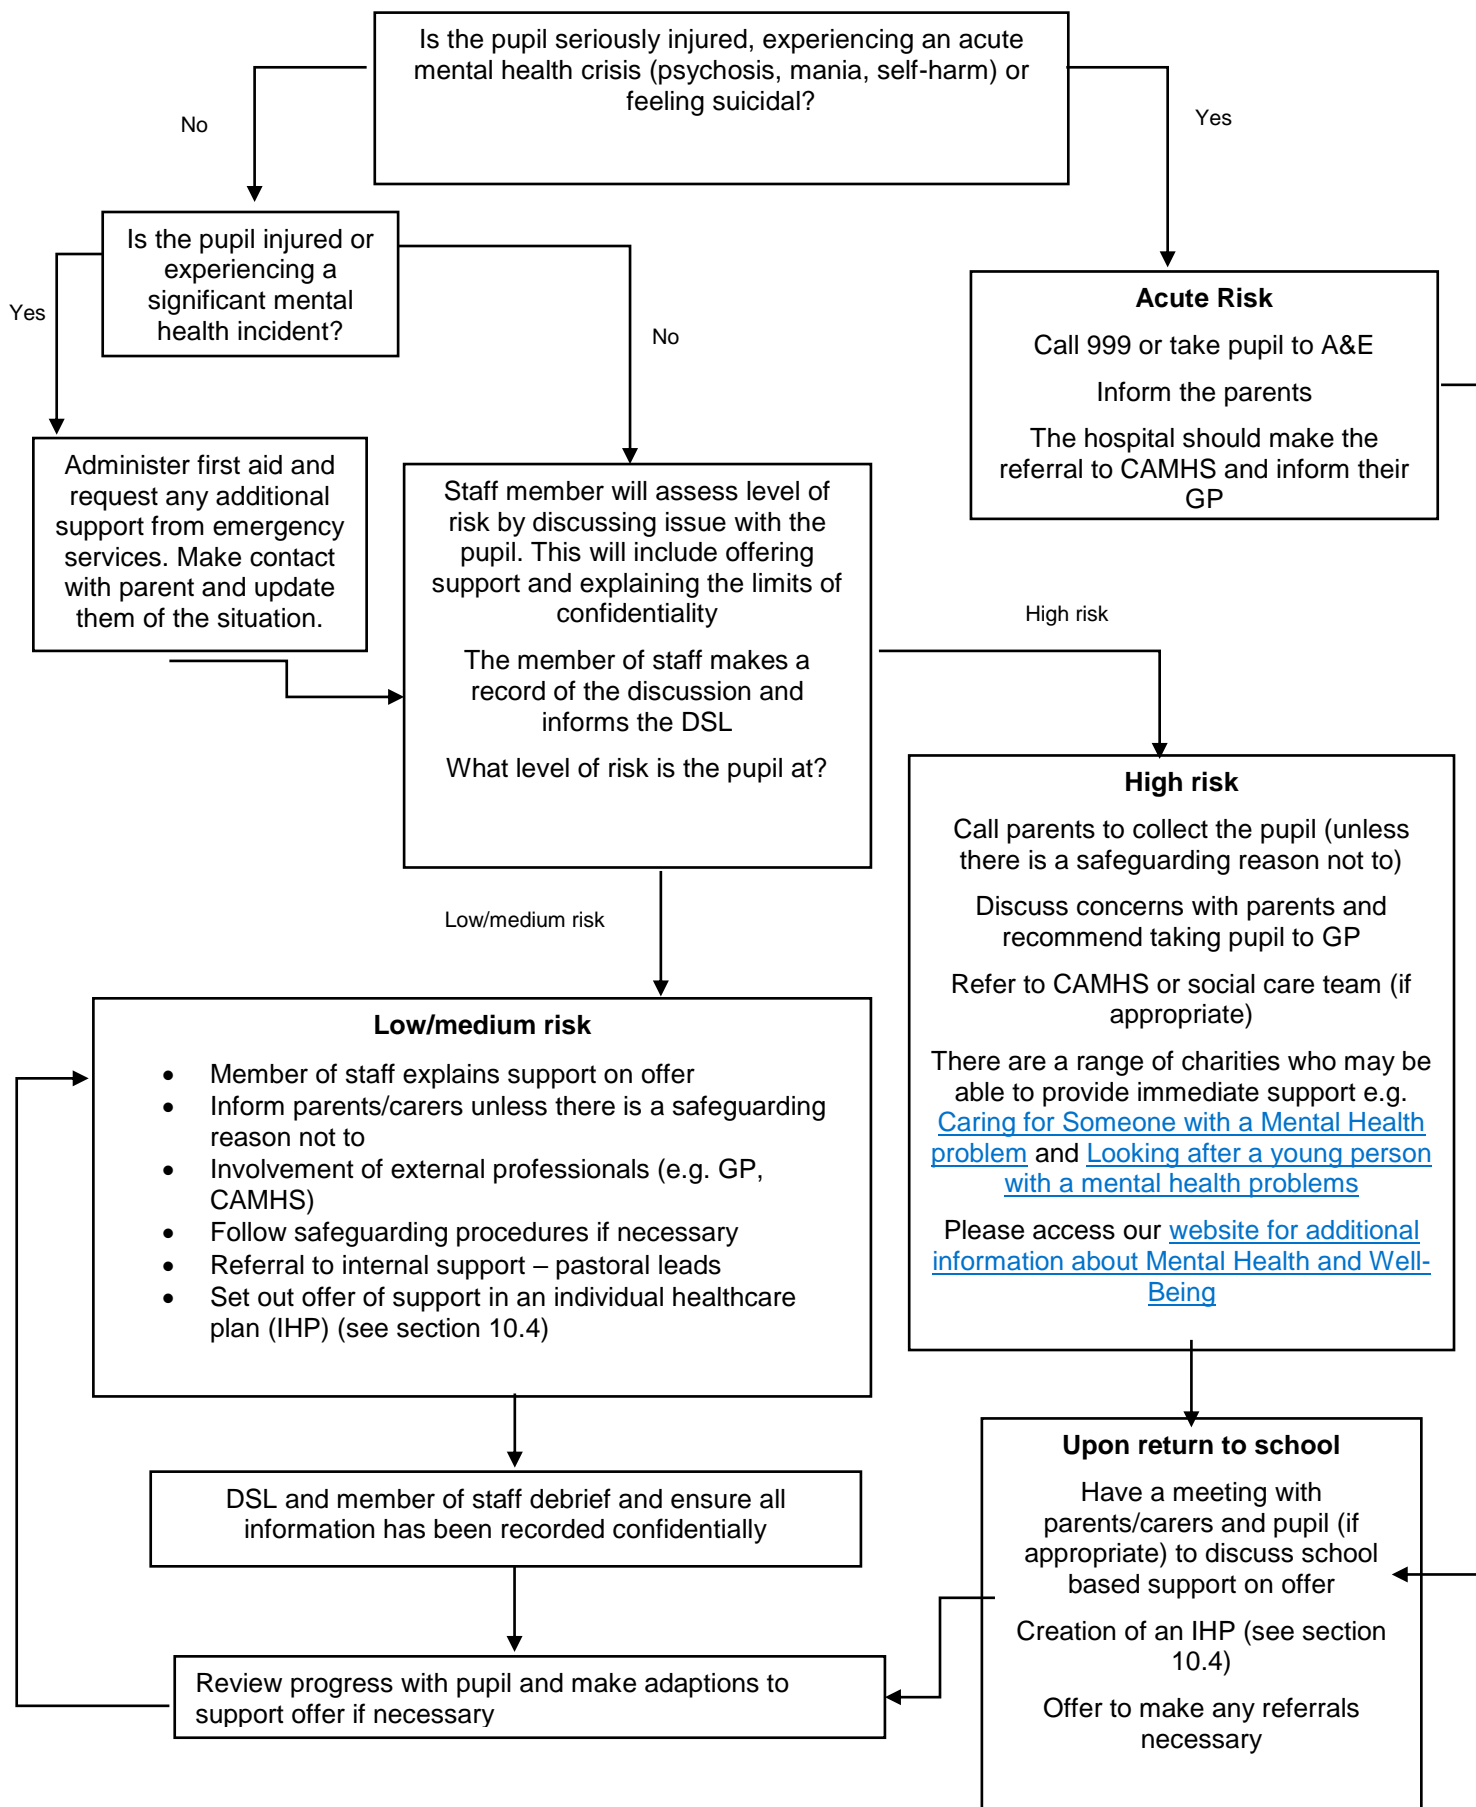 Is the pupil seriously injured, experiencing an acute
mental health crisis (psychosis, mania, self-harm) or
feeling suicidal?
No
Yes
Is the pupil injured or
experiencing a
significant mental
health incident?
Yes
No
Acute Risk
Call 999 or take pupil to A&E
Inform the parents
The hospital should make the
referral to CAMHS and inform their
GP
Administer first aid and
request any additional
support from emergency
services. Make contact
with parent and update
them of the situation.
Staff member will assess level of
risk by discussing issue with the
pupil. This will include offering
support and explaining the limits of
confidentiality
The member of staff makes a
record of the discussion and
informs the DSL
What level of risk is the pupil at?
High risk
Low/medium risk
High risk
Call parents to collect the pupil (unless
there is a safeguarding reason not to)
Discuss concerns with parents and
recommend taking pupil to GP
Refer to CAMHS or social care team (if
appropriate)
There are a range of charities who may be
able to provide immediate support e.g.
Caring for Someone with a Mental Health
problem and Looking after a young person
with a mental health problems
Please access our website for additional
information about Mental Health and Well-
Being
Low/medium risk
• Member of staff explains support on offer
• Inform parents/carers unless there is a safeguarding
reason not to
• Involvement of external professionals (e.g. GP,
CAMHS)
• Follow safeguarding procedures if necessary
• Referral to internal support – pastoral leads
• Set out offer of support in an individual healthcare
plan (IHP) (see section 10.4)
DSL and member of staff debrief and ensure all
information has been recorded confidentially
Review progress with pupil and make adaptions to
support offer if necessary
Upon return to school
Have a meeting with
parents/carers and pupil (if
appropriate) to discuss school
based support on offer
Creation of an IHP (see section
10.4)
Offer to make any referrals
necessary